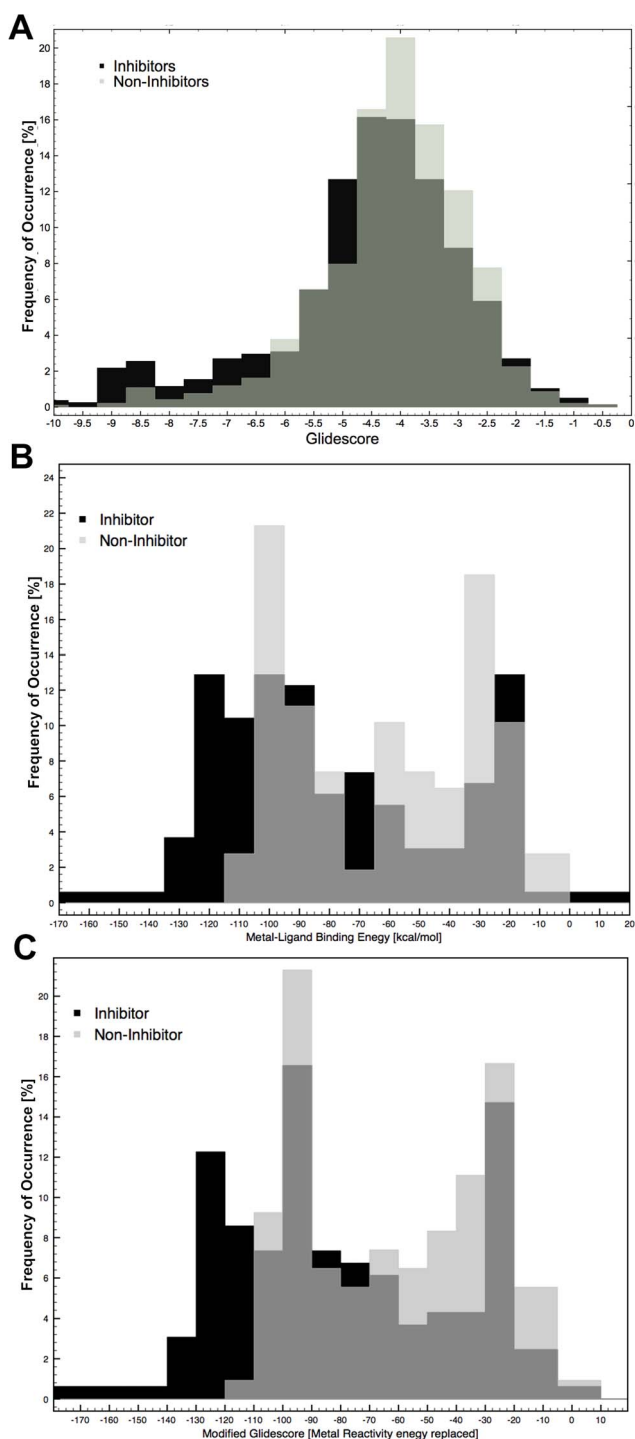 A
Frequency of Occurrence [%]
20
18
16
14
12
10
8
6
4
2
0
Inhibitors
Non-Inhibitors
-10 -9.5 -9 -8.5 -8 -7.5 -7 -6.5 -6 -5.5 -5 -4.5 -4 -3.5 -3 -2.5 -2 -1.5 -1 -0.5 0
Glidescore
B
Frequency of Occurrence [%]
24
22
20
18
16
14
12
10
8
6
4
2
0
Inhibitor
Non-Inhibitor
-170 -160 -150 -140 -130 -120 -110 -100 -90 -80 -70 -60 -50 -40 -30 -20 -10 0 10 20
Metal-Ligand Binding Enegy [kcal/mol]
C
Frequency of Occurrence [%]
20
18
16
14
12
10
8
6
4
2
0
Inhibitor
Non-Inhibitor
-170 -160 -150 -140 -130 -120 -110 -100 -90 -80 -70 -60 -50 -40 -30 -20 -10 0 10
Modified Glidescore [Metal Reactivity enegy replaced]